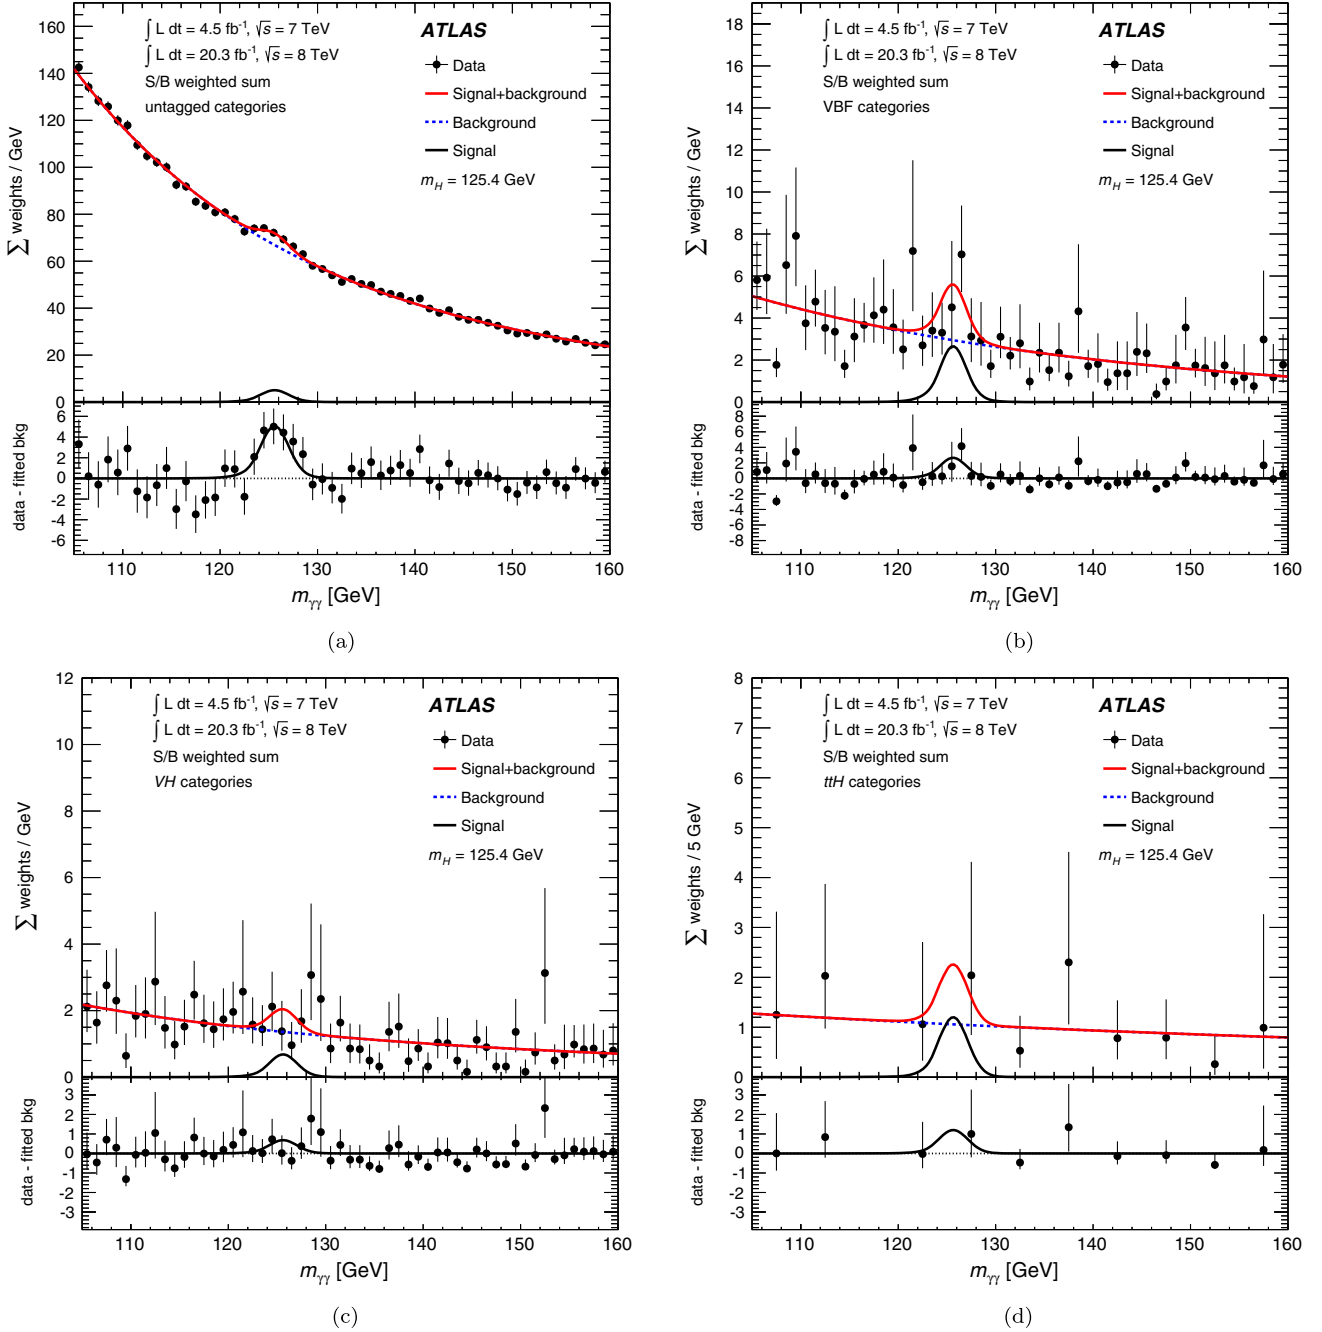 ∫ L dt = 4.5 fb-1, √s = 7 TeV
∫ L dt = 20.3 fb-1, √s = 8 TeV
S/B weighted sum
untagged categories
ATLAS
Data
Signal+background
Background
Signal
mH = 125.4 GeV
Σ weights / GeV
160
140
120
100
80
60
40
20
0
data - fitted bkg
6
4
2
0
-2
-4
-6
110 120 130 140 150 160
mγγ [GeV]
(a)
∫ L dt = 4.5 fb-1, √s = 7 TeV
∫ L dt = 20.3 fb-1, √s = 8 TeV
S/B weighted sum
VBF categories
ATLAS
Data
Signal+background
Background
Signal
mH = 125.4 GeV
Σ weights / GeV
18
16
14
12
10
8
6
4
2
0
data - fitted bkg
8
6
4
2
0
-2
-4
-6
-8
110 120 130 140 150 160
mγγ [GeV]
(b)
∫ L dt = 4.5 fb-1, √s = 7 TeV
∫ L dt = 20.3 fb-1, √s = 8 TeV
S/B weighted sum
VH categories
ATLAS
Data
Signal+background
Background
Signal
mH = 125.4 GeV
Σ weights / GeV
12
10
8
6
4
2
0
data - fitted bkg
3
2
1
0
-1
-2
-3
110 120 130 140 150 160
mγγ [GeV]
(c)
∫ L dt = 4.5 fb-1, √s = 7 TeV
∫ L dt = 20.3 fb-1, √s = 8 TeV
S/B weighted sum
ttH categories
ATLAS
Data
Signal+background
Background
Signal
mH = 125.4 GeV
Σ weights / 5 GeV
8
7
6
5
4
3
2
1
0
data - fitted bkg
3
2
1
0
-1
-2
-3
110 120 130 140 150 160
mγγ [GeV]
(d)